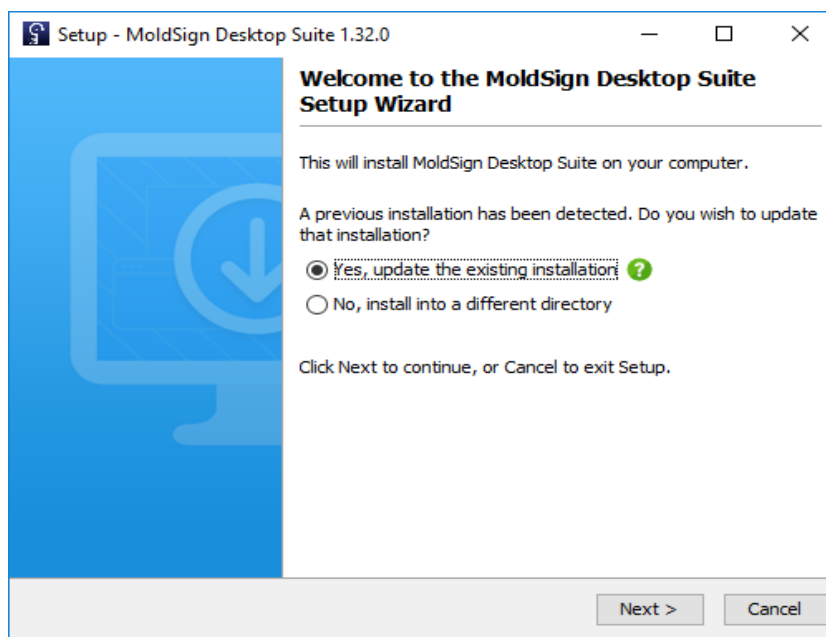 Setup - MoldSign Desktop Suite 1.32.0
Welcome to the MoldSign Desktop Suite
Setup Wizard
This will install MoldSign Desktop Suite on your computer.
A previous installation has been detected. Do you wish to update
that installation?
Yes, update the existing installation ?
No, install into a different directory
Click Next to continue, or Cancel to exit Setup.
Next >
Cancel